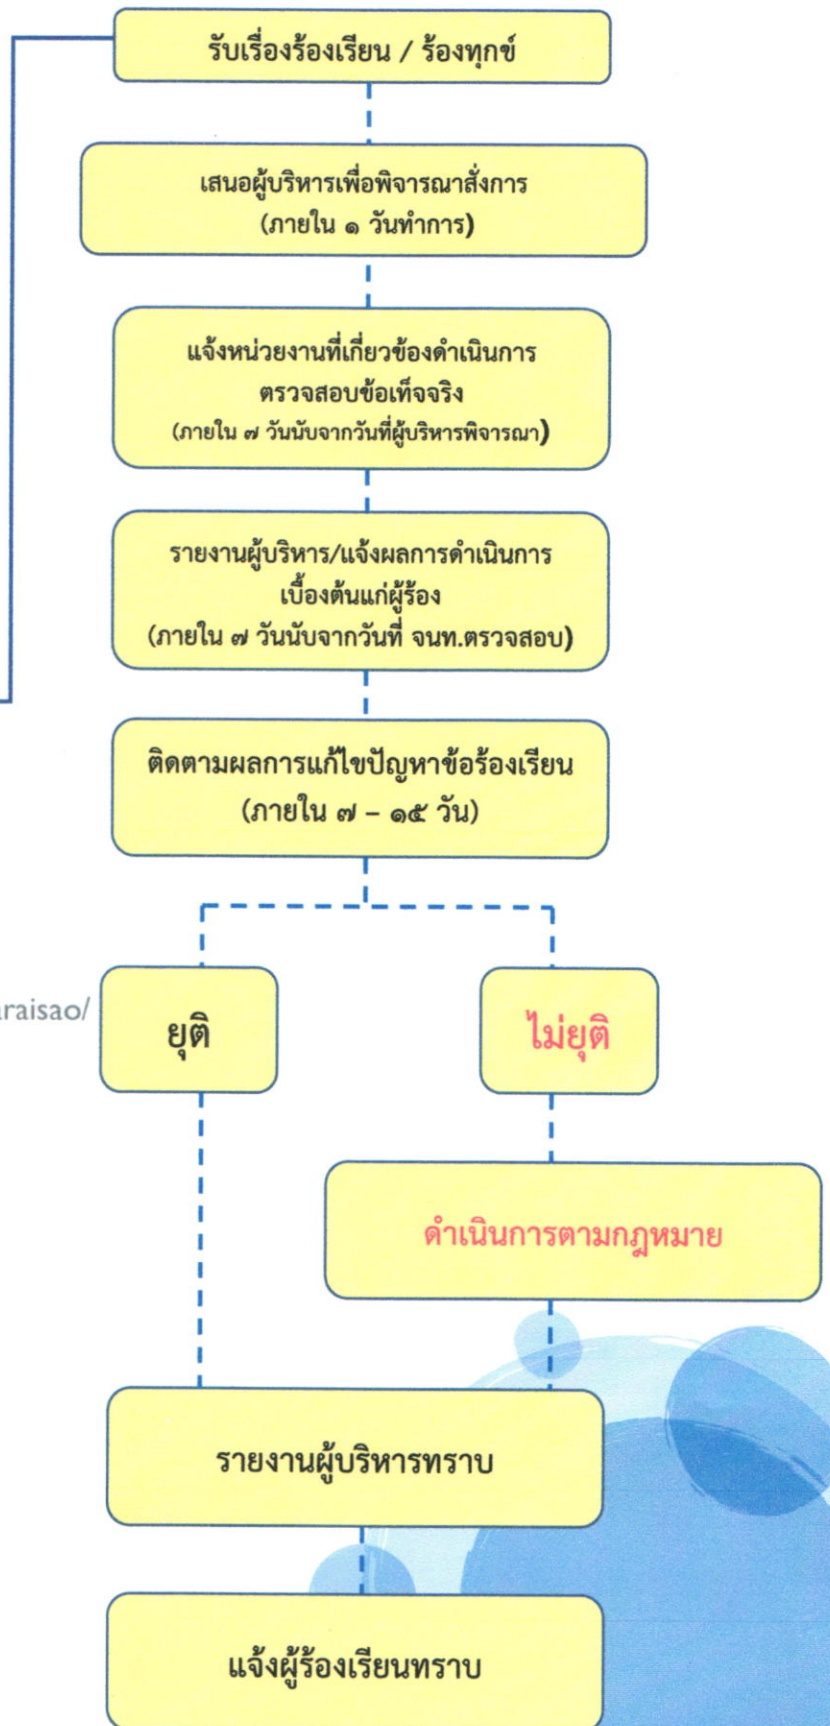 รับเรื่องร้องเรียน / ร้องทุกข์
เสนอผู้บริหารเพื่อพิจารณาสั่งการ
(ภายใน ๑ วันทำการ)
แจ้งหน่วยงานที่เกี่ยวข้องดำเนินการ
ตรวจสอบข้อเท็จจริง
(ภายใน ๗ วันนับจากวันที่ผู้บริหารพิจารณา)
รายงานผู้บริหาร/แจ้งผลการดำเนินการ
เบื้องต้นแก่ผู้ร้อง
(ภายใน ๗ วันนับจากวันที่ จนท.ตรวจสอบ)
ติดตามผลการแก้ไขปัญหาข้อร้องเรียน
(ภายใน ๗ – ๑๕ วัน)
raisao/
ยุติ
ไม่ยุติ
ดำเนินการตามกฎหมาย
รายงานผู้บริหารทราบ
แจ้งผู้ร้องเรียนทราบ